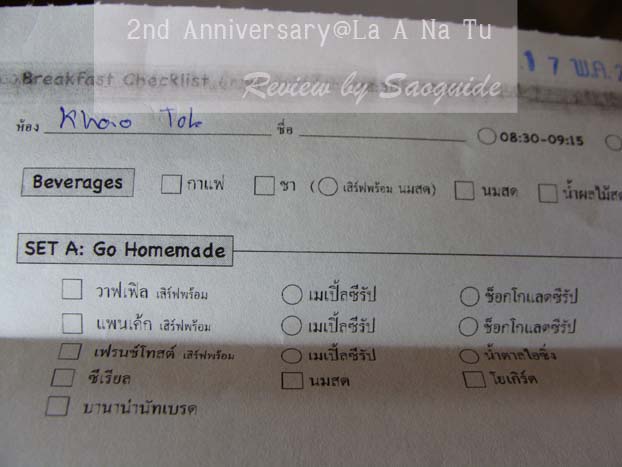 2nd Anniversary@La A Na Tu
Review by Saoguide
17 พ.ค.
Breakfast Checklist
ห้อง Khao Tok ชื่อ 08:30-09:15
Beverages กาแฟ ชา (เสิร์ฟพร้อม นมสด) นมสด น้ำผลไม้สด
SET A: Go Homemade
วาฟเฟิล เสิร์ฟพร้อม เมเปิ้ลซีรัป ช็อกโกแลตซีรัป
แพนเค้ก เสิร์ฟพร้อม เมเปิ้ลซีรัป ช็อกโกแลตซีรัป
เฟรนช์โทสต์ เสิร์ฟพร้อม เมเปิ้ลซีรัป น้ำตาลไอซิ่ง
ซีเรียล นมสด โยเกิร์ต
บานาน่านัทเบรด